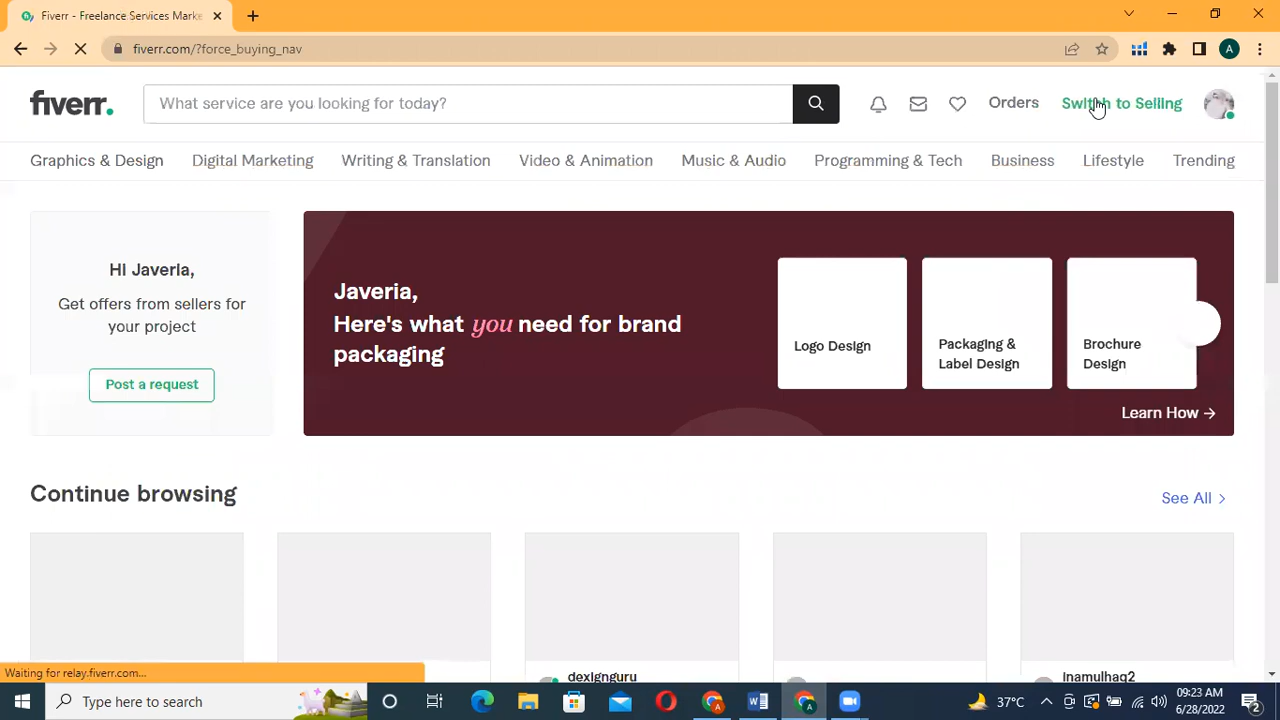 Fiverr - Freelance Services Marke
fiverr.com/?force_buying_nav
A
fiverr.
What service are you looking for today?
Orders
Switch to Selling
Graphics & Design
Digital Marketing
Writing & Translation
Video & Animation
Music & Audio
Programming & Tech
Business
Lifestyle
Trending
Hi Javeria,
Get offers from sellers for
your project
Post a request
Javeria,
Here's what you need for brand
packaging
Logo Design
Packaging &
Label Design
Brochure
Design
Learn How →
Continue browsing
See All >
dexignguru
inamulhaq2
Waiting for relay.fiverr.com...
Type here to search
37°C
09:23 AM
6/28/2022
2